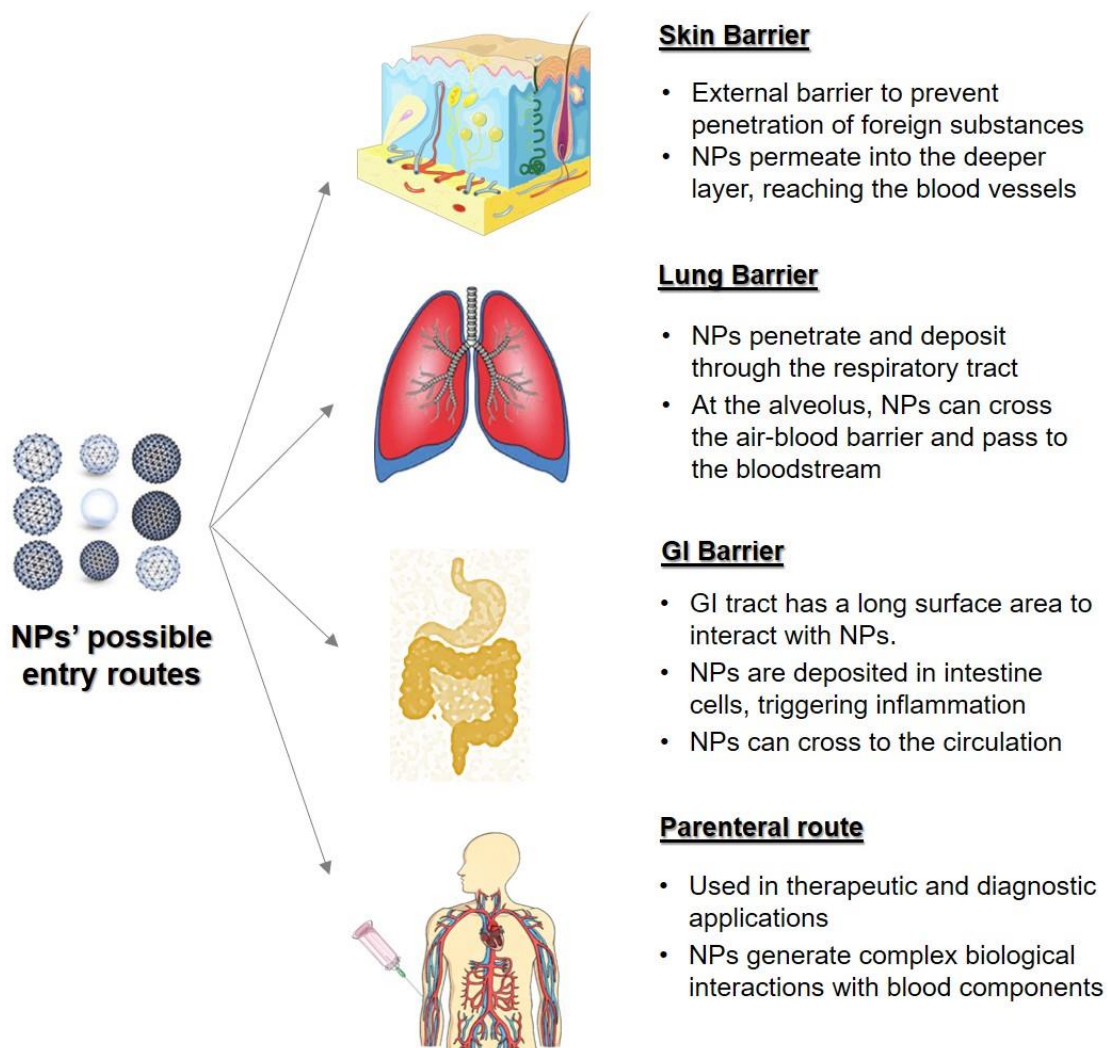 Skin Barrier
• External barrier to prevent
penetration of foreign substances
• NPs permeate into the deeper
layer, reaching the blood vessels
Lung Barrier
• NPs penetrate and deposit
through the respiratory tract
• At the alveolus, NPs can cross
the air-blood barrier and pass to
the bloodstream
NPs’ possible
entry routes
GI Barrier
• GI tract has a long surface area to
interact with NPs.
• NPs are deposited in intestine
cells, triggering inflammation
• NPs can cross to the circulation
Parenteral route
• Used in therapeutic and diagnostic
applications
• NPs generate complex biological
interactions with blood components